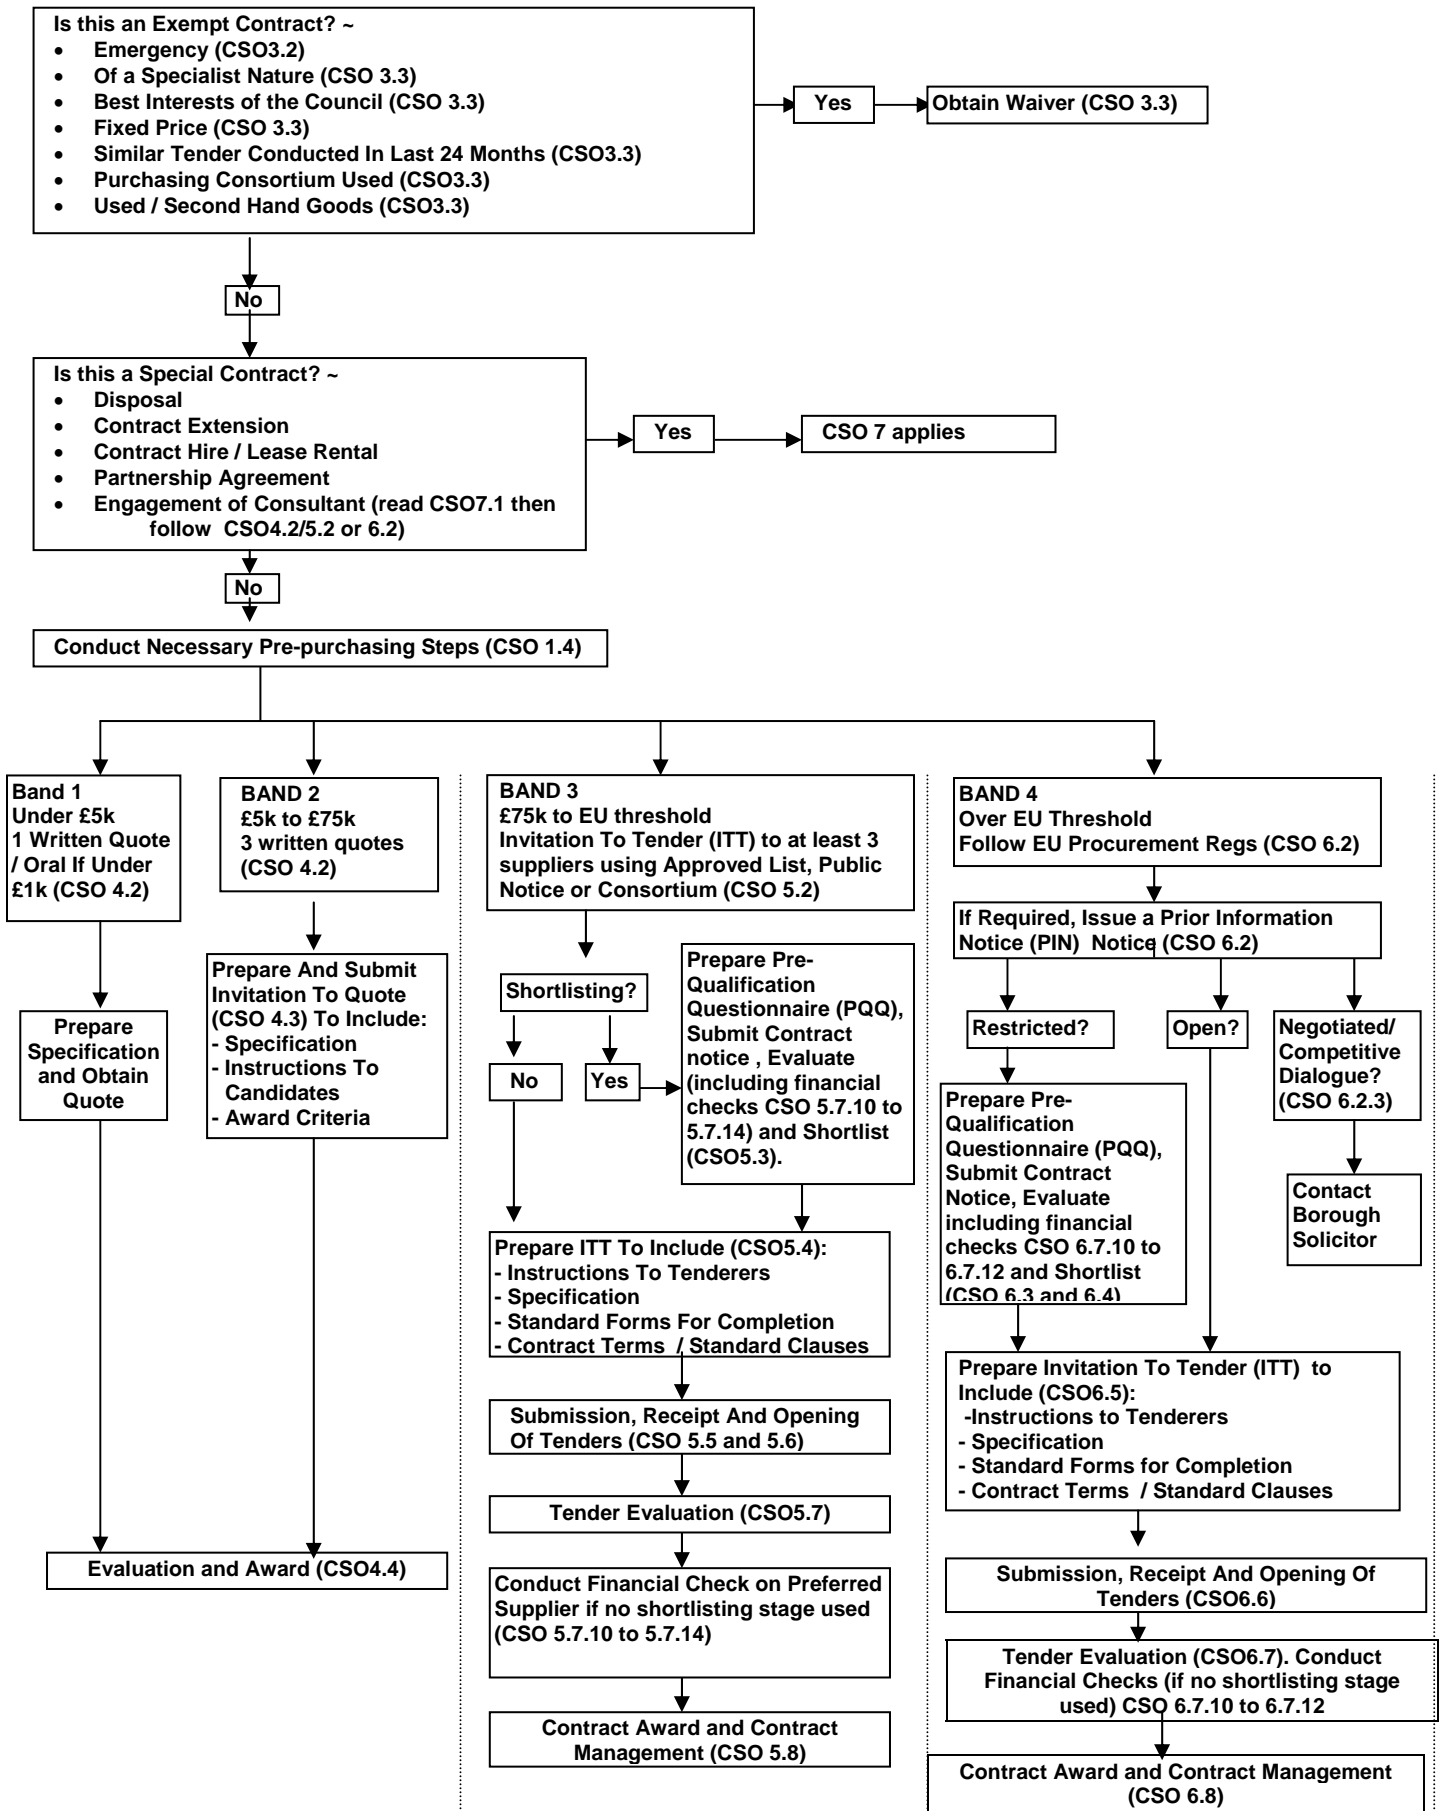 Is this an Exempt Contract? ~
• Emergency (CSO3.2)
• Of a Specialist Nature (CSO 3.3)
• Best Interests of the Council (CSO 3.3)
• Fixed Price (CSO 3.3)
• Similar Tender Conducted In Last 24 Months (CSO3.3)
• Purchasing Consortium Used (CSO3.3)
• Used / Second Hand Goods (CSO3.3)
Yes
Obtain Waiver (CSO 3.3)
No
Is this a Special Contract? ~
• Disposal
• Contract Extension
• Contract Hire / Lease Rental
• Partnership Agreement
• Engagement of Consultant (read CSO7.1 then
follow CSO4.2/5.2 or 6.2)
Yes
CSO 7 applies
No
Conduct Necessary Pre-purchasing Steps (CSO 1.4)
Band 1
Under £5k
1 Written Quote
/ Oral If Under
£1k (CSO 4.2)
Prepare
Specification
and Obtain
Quote
BAND 2
£5k to £75k
3 written quotes
(CSO 4.2)
Prepare And Submit
Invitation To Quote
(CSO 4.3) To Include:
- Specification
- Instructions To
Candidates
- Award Criteria
Evaluation and Award (CSO4.4)
BAND 3
£75k to EU threshold
Invitation To Tender (ITT) to at least 3
suppliers using Approved List, Public
Notice or Consortium (CSO 5.2)
Shortlisting?
No
Yes
Prepare Pre-
Qualification
Questionnaire (PQQ),
Submit Contract
notice , Evaluate
(including financial
checks CSO 5.7.10 to
5.7.14) and Shortlist
(CSO5.3).
Prepare ITT To Include (CSO5.4):
- Instructions To Tenderers
- Specification
- Standard Forms For Completion
- Contract Terms / Standard Clauses
Submission, Receipt And Opening
Of Tenders (CSO 5.5 and 5.6)
Tender Evaluation (CSO5.7)
Conduct Financial Check on Preferred
Supplier if no shortlisting stage used
(CSO 5.7.10 to 5.7.14)
Contract Award and Contract
Management (CSO 5.8)
BAND 4
Over EU Threshold
Follow EU Procurement Regs (CSO 6.2)
If Required, Issue a Prior Information
Notice (PIN) Notice (CSO 6.2)
Restricted?
Open?
Negotiated/
Competitive
Dialogue?
(CSO 6.2.3)
Contact
Borough
Solicitor
Prepare Pre-
Qualification
Questionnaire (PQQ),
Submit Contract
Notice, Evaluate
including financial
checks CSO 6.7.10 to
6.7.12 and Shortlist
(CSO 6.3 and 6.4)
Prepare Invitation To Tender (ITT) to
Include (CSO6.5):
-Instructions to Tenderers
- Specification
- Standard Forms for Completion
- Contract Terms / Standard Clauses
Submission, Receipt And Opening Of
Tenders (CSO6.6)
Tender Evaluation (CSO6.7). Conduct
Financial Checks (if no shortlisting stage
used) CSO 6.7.10 to 6.7.12
Contract Award and Contract Management
(CSO 6.8)